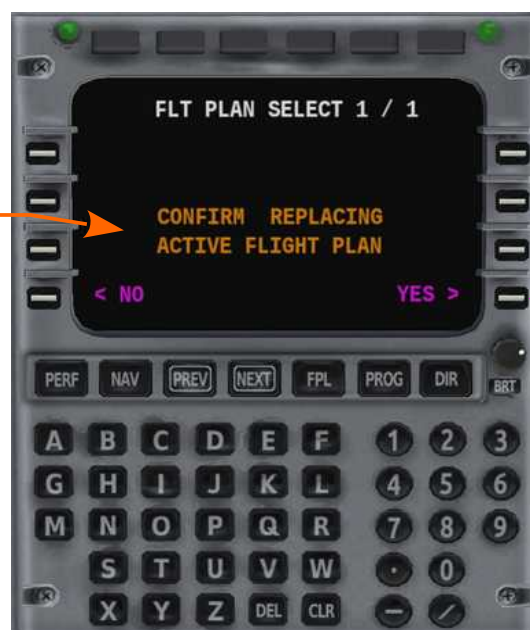 FLT PLAN SELECT 1 / 1
CONFIRM REPLACING
ACTIVE FLIGHT PLAN
< NO YES >
PERF NAV PREV NEXT FPL PROG DIR BRT
A B C D E F 1 2 3
G H I J K L 4 5 6
M N O P Q R 7 8 9
S T U V W · 0
X Y Z DEL CLR - /